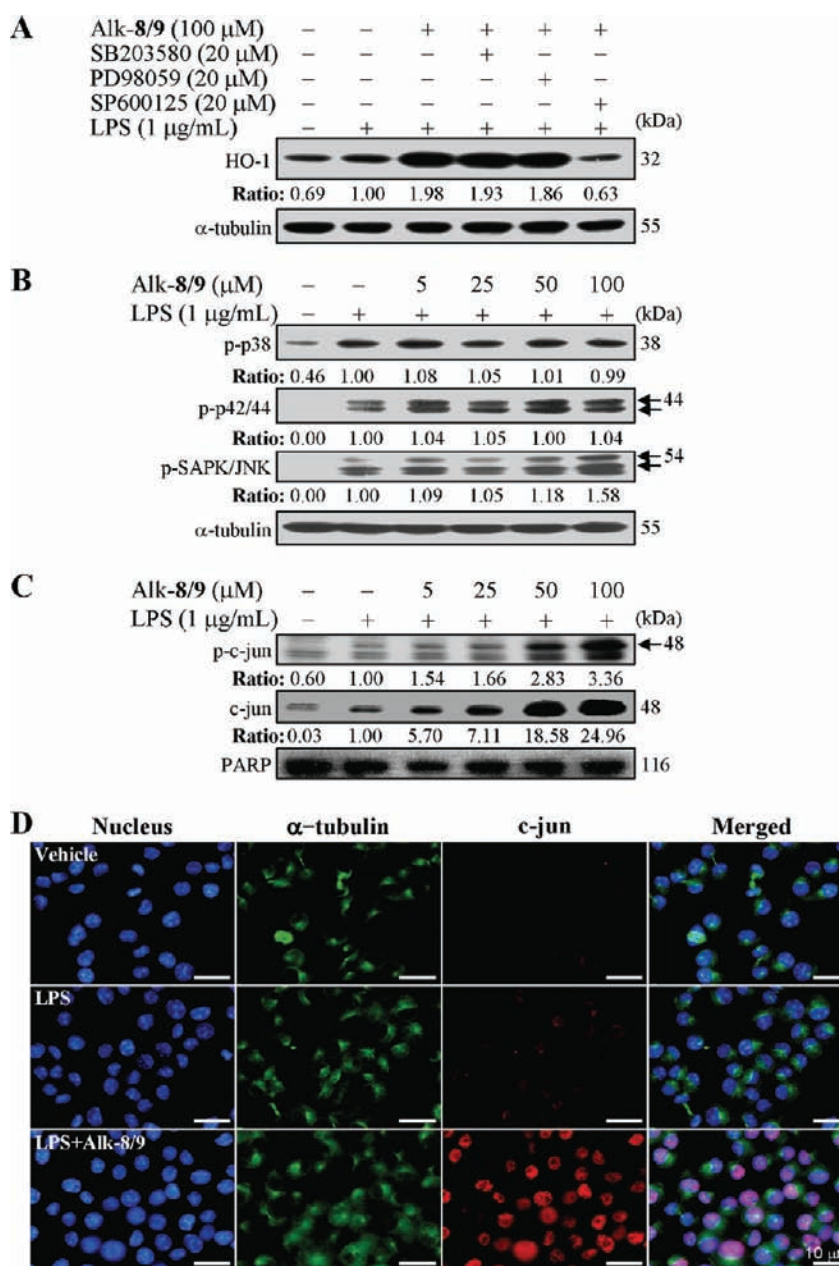 A
Alk-8/9 (100 μM) – – + + + +
SB203580 (20 μM) – – – + – –
PD98059 (20 μM) – – – – + –
SP600125 (20 μM) – – – – – +
LPS (1 μg/mL) – + + + + + (kDa)
HO-1 32
Ratio: 0.69 1.00 1.98 1.93 1.86 0.63
α-tubulin 55
B
Alk-8/9 (μM) – – 5 25 50 100
LPS (1 μg/mL) – + + + + +
p-p38 38
Ratio: 0.46 1.00 1.08 1.05 1.01 0.99
p-p42/44 44
Ratio: 0.00 1.00 1.04 1.05 1.00 1.04
p-SAPK/JNK 54
Ratio: 0.00 1.00 1.09 1.05 1.18 1.58
α-tubulin 55
C
Alk-8/9 (μM) – – 5 25 50 100
LPS (1 μg/mL) – + + + + + (kDa)
p-c-jun 48
Ratio: 0.60 1.00 1.54 1.66 2.83 3.36
c-jun 48
Ratio: 0.03 1.00 5.70 7.11 18.58 24.96
PARP 116
D
Nucleus α–tubulin c-jun Merged
Vehicle
LPS
LPS+Alk-8/9
10 μ